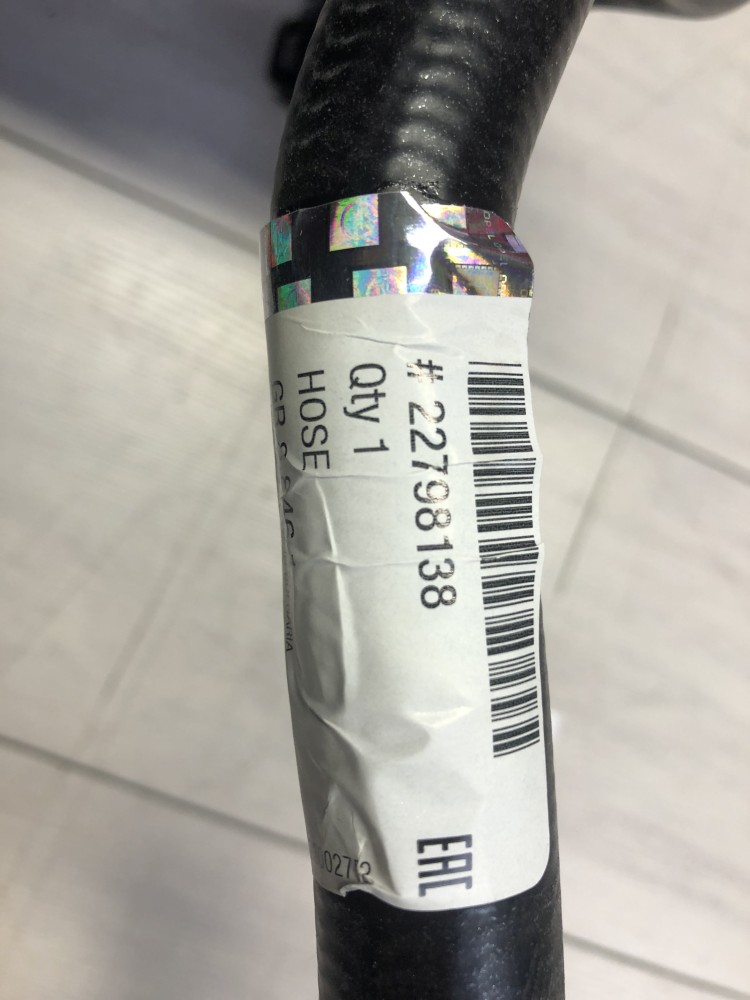 # 22798138
Qty 1
HOSE
EAC